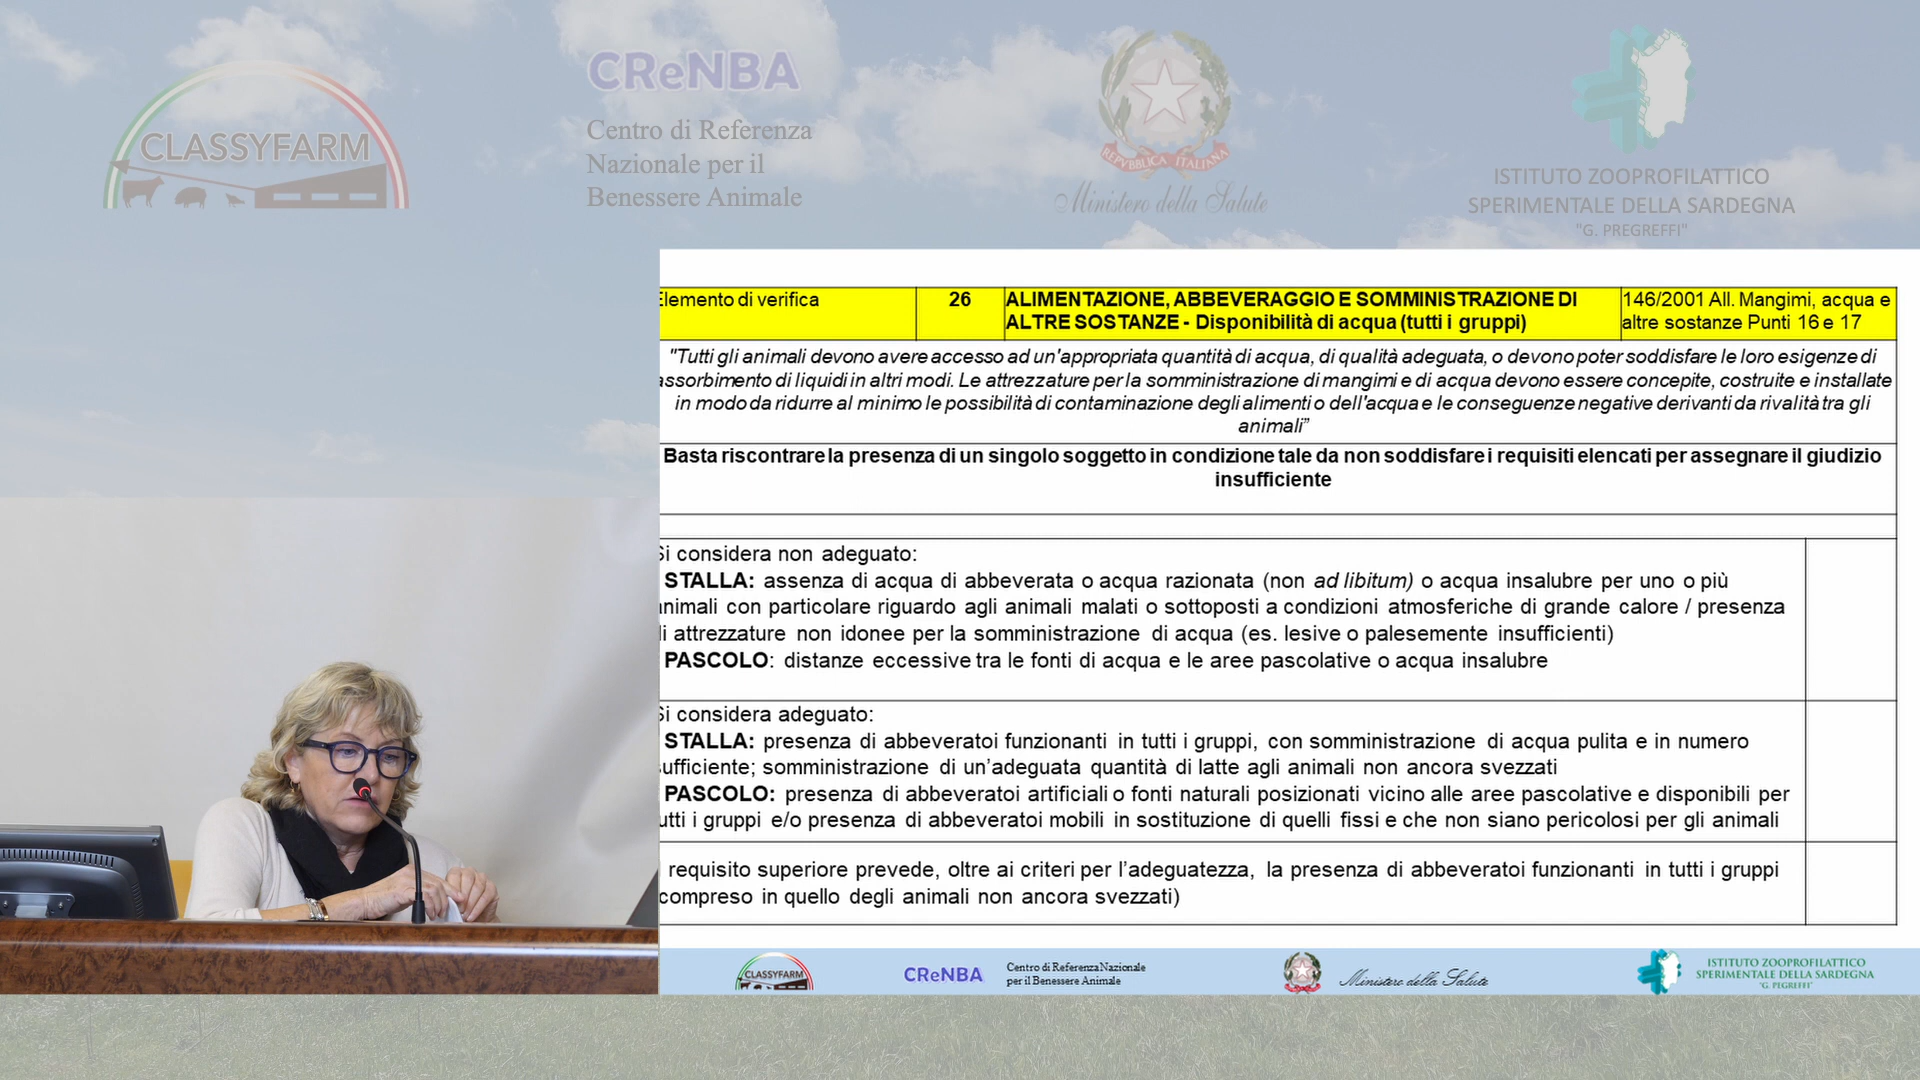 CLASSYFARM
CReNBA
Centro di Referenza
Nazionale per il
Benessere Animale
REPVBBLICA ITALIANA
Ministero della Salute
ISTITUTO ZOOPROFILATTICO
SPERIMENTALE DELLA SARDEGNA
"G. PREGREFFI"
Elemento di verifica
26
ALIMENTAZIONE, ABBEVERAGGIO E SOMMINISTRAZIONE DI
ALTRE SOSTANZE - Disponibilità di acqua (tutti i gruppi)
146/2001 All. Mangimi, acqua e
altre sostanze Punti 16 e 17
"Tutti gli animali devono avere accesso ad un'appropriata quantità di acqua, di qualità adeguata, o devono poter soddisfare le loro esigenze di
assorbimento di liquidi in altri modi. Le attrezzature per la somministrazione di mangimi e di acqua devono essere concepite, costruite e installate
in modo da ridurre al minimo le possibilità di contaminazione degli alimenti o dell'acqua e le conseguenze negative derivanti da rivalità tra gli
animali”
Basta riscontrare la presenza di un singolo soggetto in condizione tale da non soddisfare i requisiti elencati per assegnare il giudizio
insufficiente
Si considera non adeguato:
STALLA: assenza di acqua di abbeverata o acqua razionata (non ad libitum) o acqua insalubre per uno o più
animali con particolare riguardo agli animali malati o sottoposti a condizioni atmosferiche di grande calore / presenza
di attrezzature non idonee per la somministrazione di acqua (es. lesive o palesemente insufficienti)
PASCOLO: distanze eccessive tra le fonti di acqua e le aree pascolative o acqua insalubre
Si considera adeguato:
STALLA: presenza di abbeveratoi funzionanti in tutti i gruppi, con somministrazione di acqua pulita e in numero
sufficiente; somministrazione di un’adeguata quantità di latte agli animali non ancora svezzati
PASCOLO: presenza di abbeveratoi artificiali o fonti naturali posizionati vicino alle aree pascolative e disponibili per
tutti i gruppi e/o presenza di abbeveratoi mobili in sostituzione di quelli fissi e che non siano pericolosi per gli animali
requisito superiore prevede, oltre ai criteri per l’adeguatezza, la presenza di abbeveratoi funzionanti in tutti i gruppi
compreso in quello degli animali non ancora svezzati)
CLASSYFARM
CReNBA
Centro di Referenza Nazionale
per il Benessere Animale
Ministero della Salute
ISTITUTO ZOOPROFILATTICO
SPERIMENTALE DELLA SARDEGNA
"G. PEGREFFI"